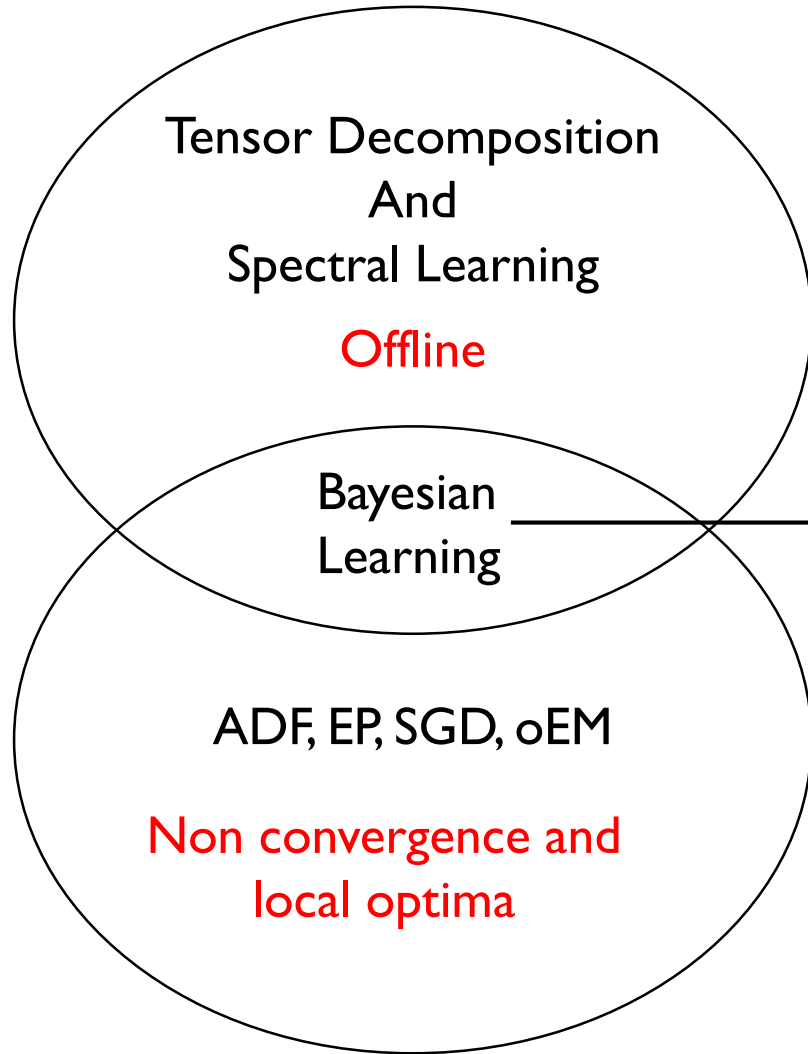 Tensor Decomposition
And
Spectral Learning
Offline
Bayesian
Learning
ADF, EP, SGD, oEM
Non convergence and
local optima